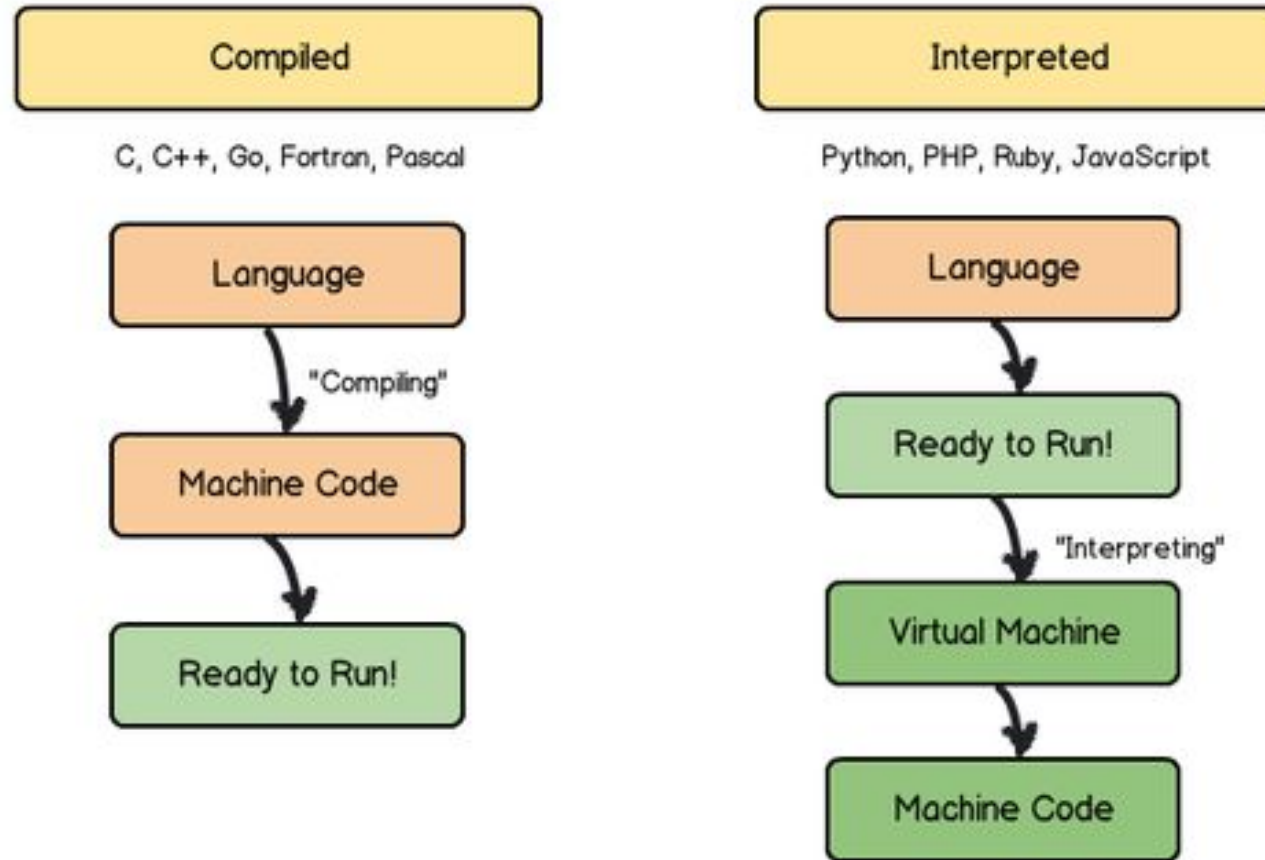 Compiled
C, C++, Go, Fortran, Pascal
Language
"Compiling"
Machine Code
Ready to Run!
Interpreted
Python, PHP, Ruby, JavaScript
Language
Ready to Run!
"Interpreting"
Virtual Machine
Machine Code